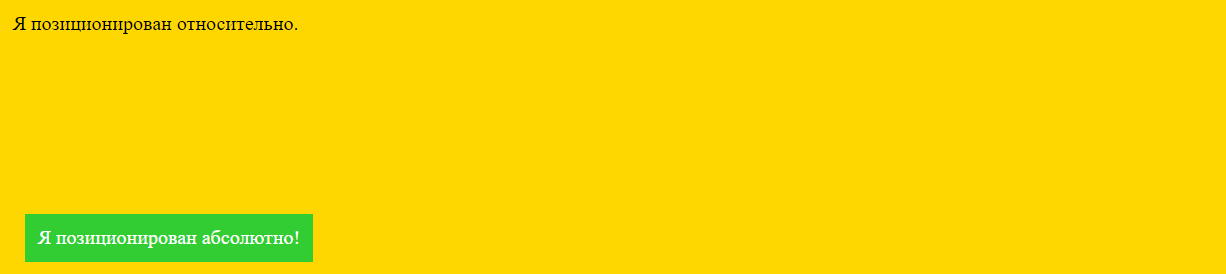 Я позиционирован относительно.
Я позиционирован абсолютно!